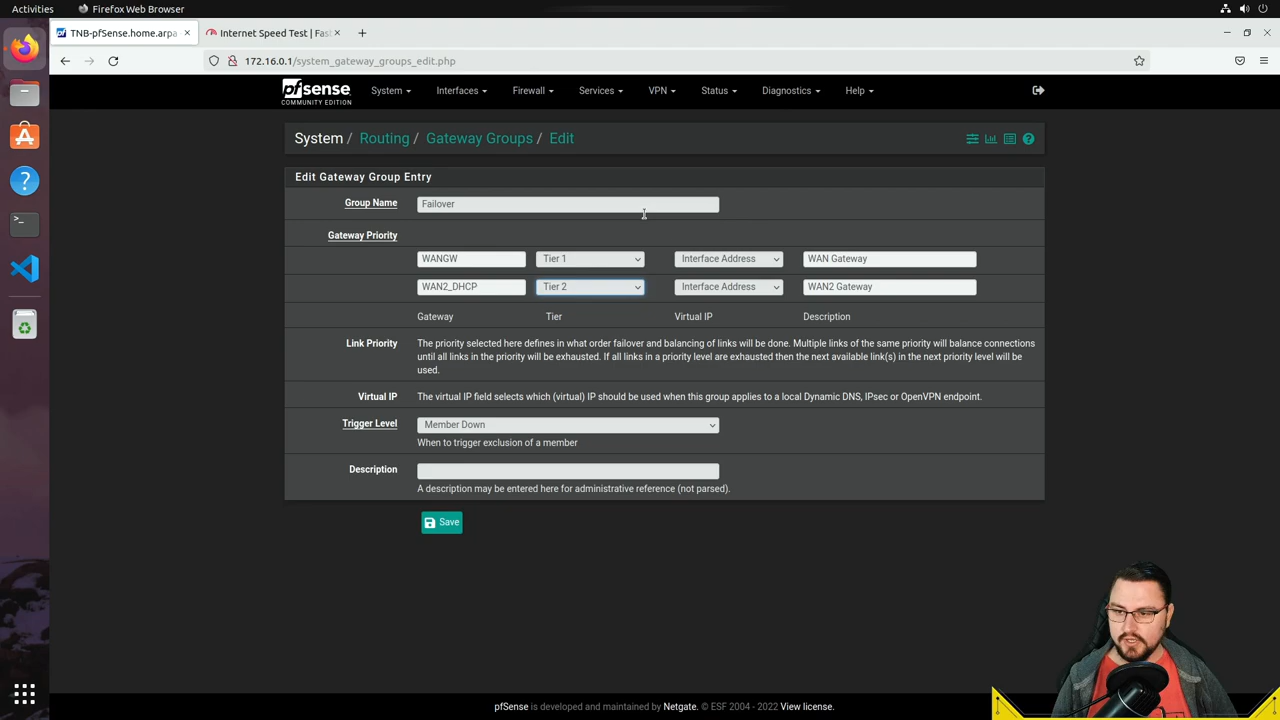 Activities
Firefox Web Browser
TNB-pfSense.home.arpa
Internet Speed Test | Fas
172.16.0.1/system_gateway_groups_edit.php
pfsense
COMMUNITY EDITION
System
Interfaces
Firewall
Services
VPN
Status
Diagnostics
Help
System / Routing / Gateway Groups / Edit
Edit Gateway Group Entry
Group Name
Failover
Gateway Priority
WANGW
Tier 1
Interface Address
WAN Gateway
WAN2_DHCP
Tier 2
Interface Address
WAN2 Gateway
Gateway
Tier
Virtual IP
Description
Link Priority
The priority selected here defines in what order failover and balancing of links will be done. Multiple links of the same priority will balance connections
until all links in the priority will be exhausted. If all links in a priority level are exhausted then the next available link(s) in the next priority level will be
used.
Virtual IP
The virtual IP field selects which (virtual) IP should be used when this group applies to a local Dynamic DNS, IPsec or OpenVPN endpoint.
Trigger Level
Member Down
When to trigger exclusion of a member
Description
A description may be entered here for administrative reference (not parsed).
Save
pfSense is developed and maintained by Netgate. © ESF 2004 - 2022 View license.